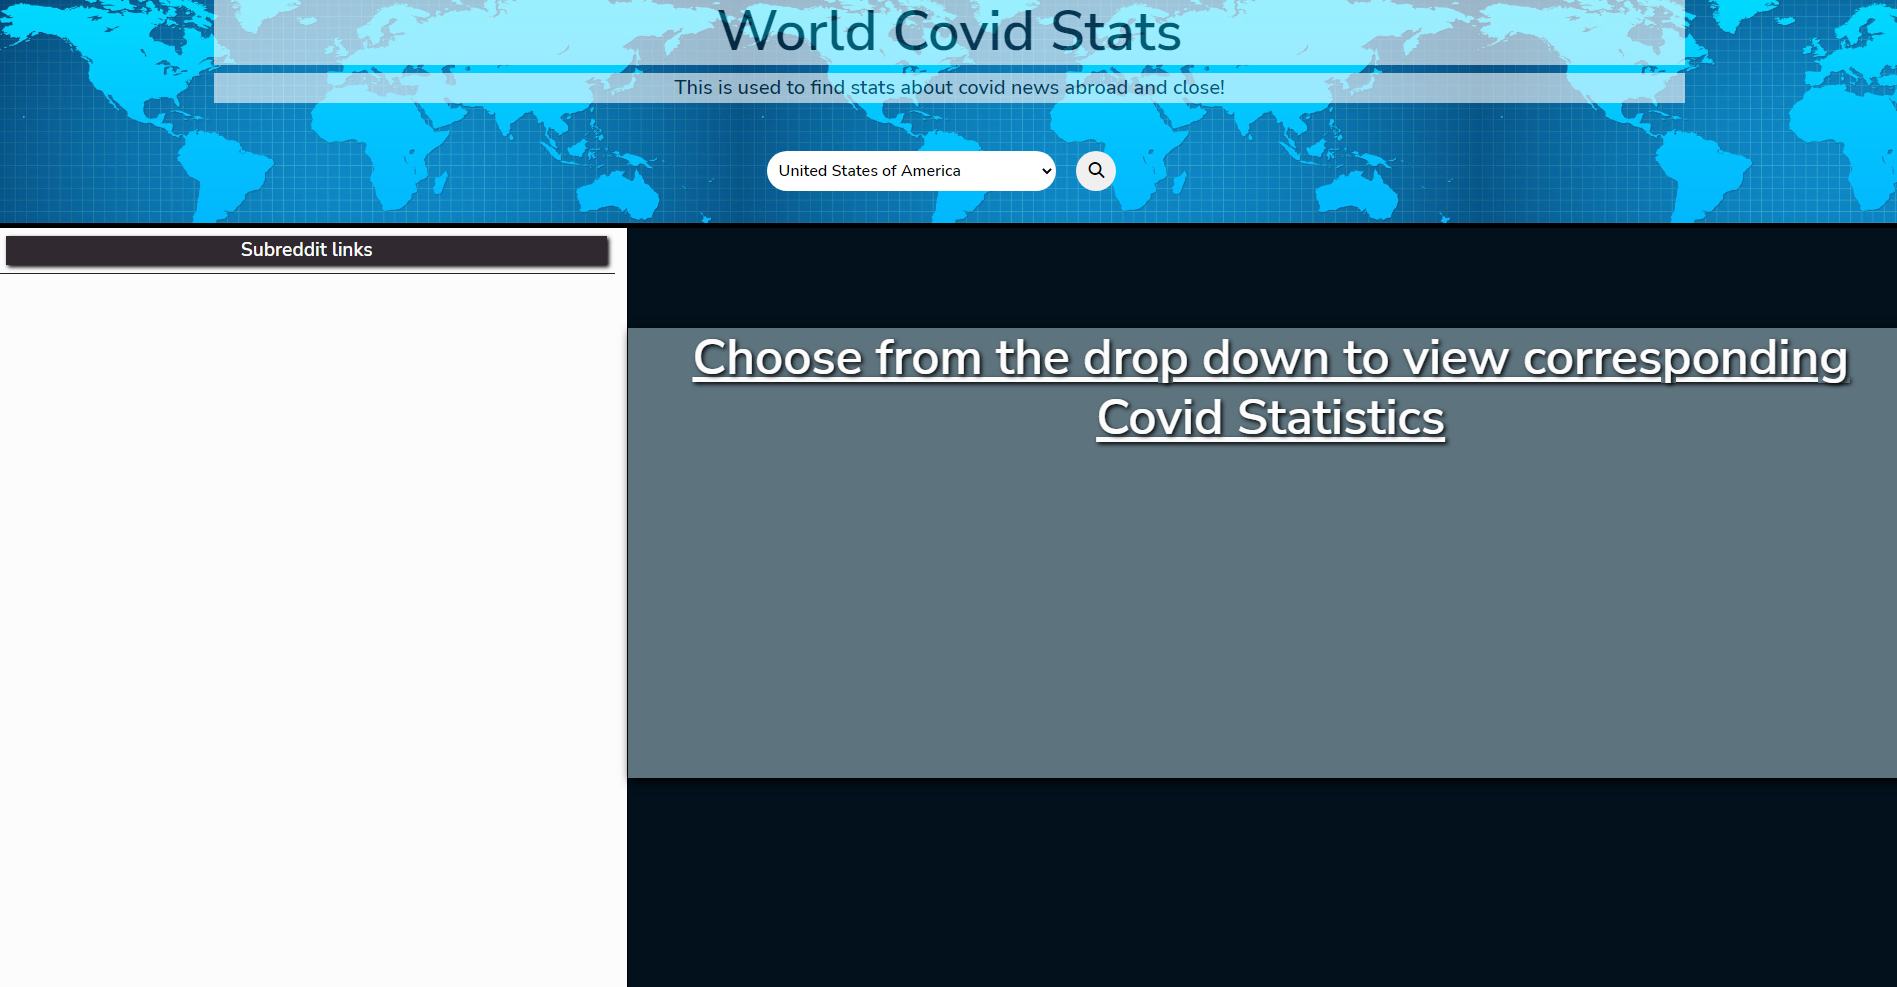 World Covid Stats
This is used to find stats about covid news abroad and close!
United States of America
Subreddit links
Choose from the drop down to view corresponding
Covid Statistics